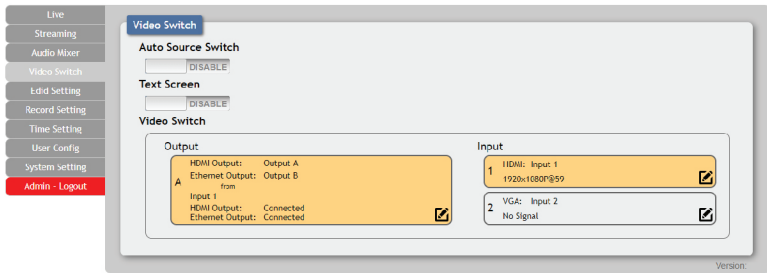 Live
Streaming
Audio Mixer
Video Switch
Edid Setting
Record Setting
Time Setting
User Config
System Setting
Admin - Logout
Video Switch
Auto Source Switch
DISABLE
Text Screen
DISABLE
Video Switch
Output
A
HDMI Output: Output A
Ethernet Output: Output B
from
Input 1
HDMI Output: Connected
Ethernet Output: Connected
Input
1
HDMI: Input 1
1920x1080P@59
2
VGA: Input 2
No Signal
Version: